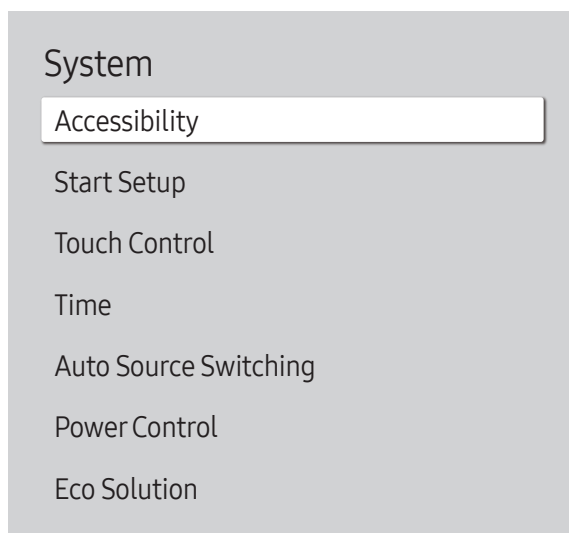 System
Accessibility
Start Setup
Touch Control
Time
Auto Source Switching
Power Control
Eco Solution